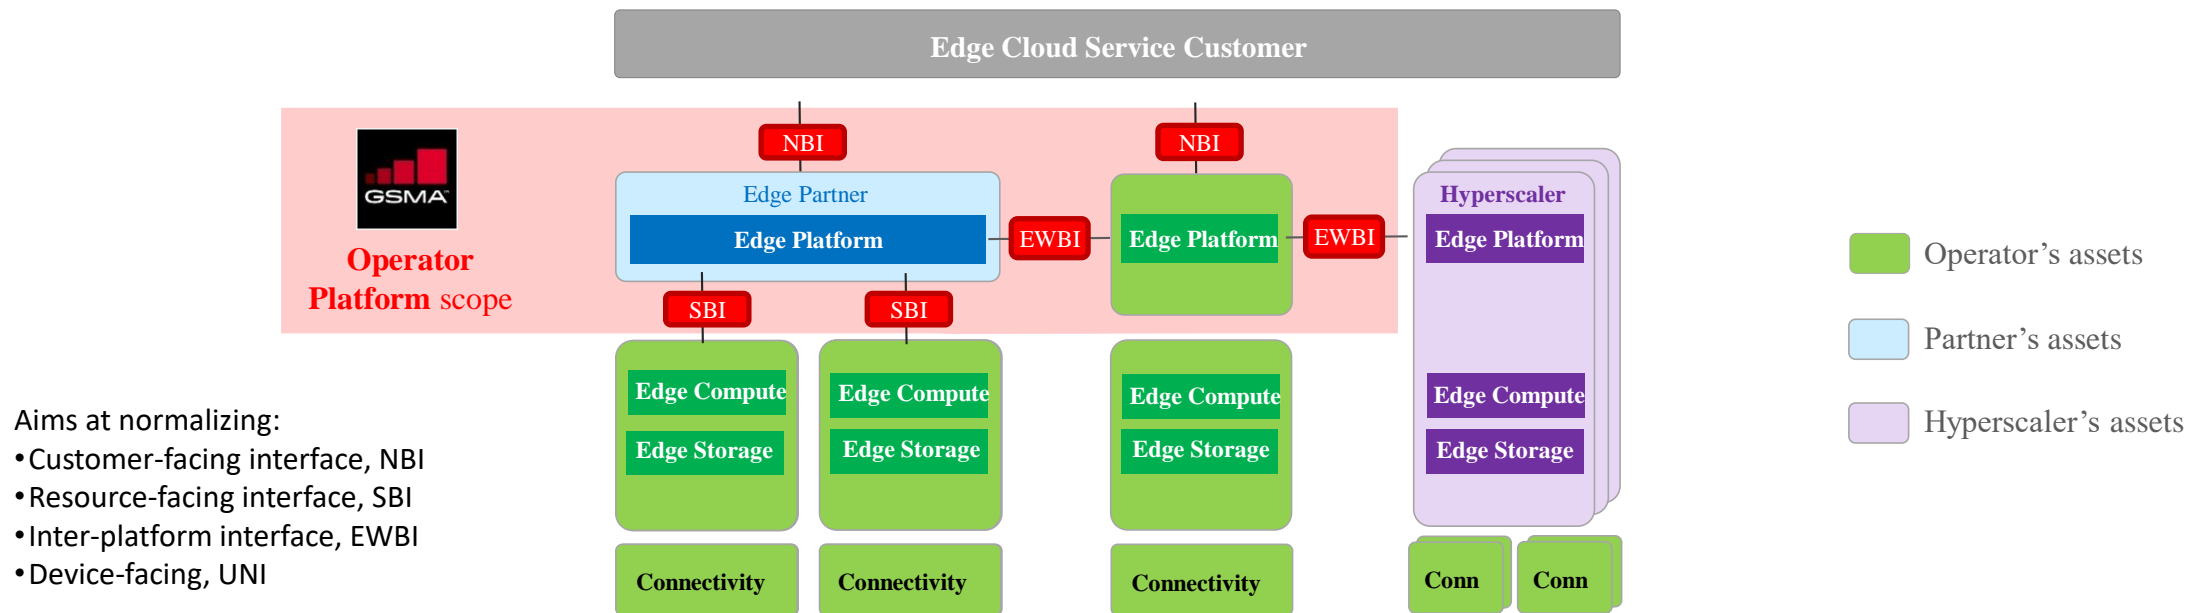 Edge Cloud Service Customer
NBI
NBI
GSMA™
Operator
Platform scope
Edge Partner
Edge Platform
EWBI
Edge Platform
EWBI
Hyperscaler
Edge Platform
SBI
SBI
Edge Compute
Edge Storage
Edge Compute
Edge Storage
Edge Compute
Edge Storage
Edge Compute
Edge Storage
Connectivity
Connectivity
Connectivity
Conn
Conn
Operator’s assets
Partner’s assets
Hyperscaler’s assets
Aims at normalizing:
•Customer-facing interface, NBI
•Resource-facing interface, SBI
•Inter-platform interface, EWBI
•Device-facing, UNI